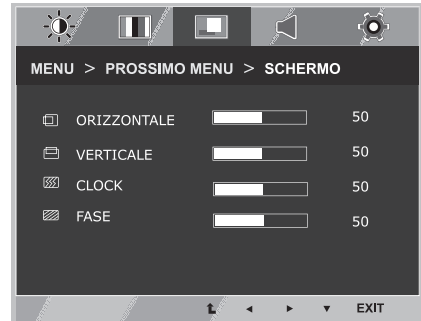 MENU > PROSSIMO MENU > SCHERMO
ORIZZONTALE 50
VERTICALE 50
CLOCK 50
FASE 50
EXIT